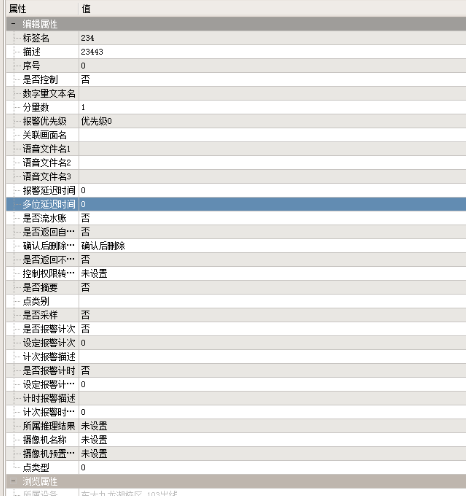 属性 值
编辑属性
标签名 234
描述 23443
序号 0
是否控制 否
数字量文本名
分量数 1
报警优先级 优先级0
关联画面名
语音文件名1
语音文件名2
语音文件名3
报警延迟时间 0
多位延迟时间 0
是否流水账 否
是否返回自… 否
确认后删除… 确认后删除
是否返回不… 否
控制权限转… 未设置
是否摘要 否
点类别
是否采样 否
是否报警计次 否
设定报警计次 0
计次报警描述
是否报警计时 否
设定报警计… 0
计时报警描述
计次报警时… 0
所属推理结果 未设置
摄像机名称 未设置
摄像机预置… 未设置
点类型 0
浏览属性
所属设备